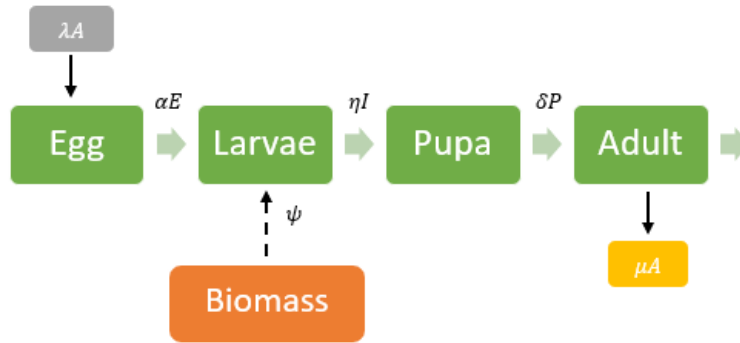 λA
αE
ηI
δP
Egg
Larvae
Pupa
Adult
ψ
μA
Biomass